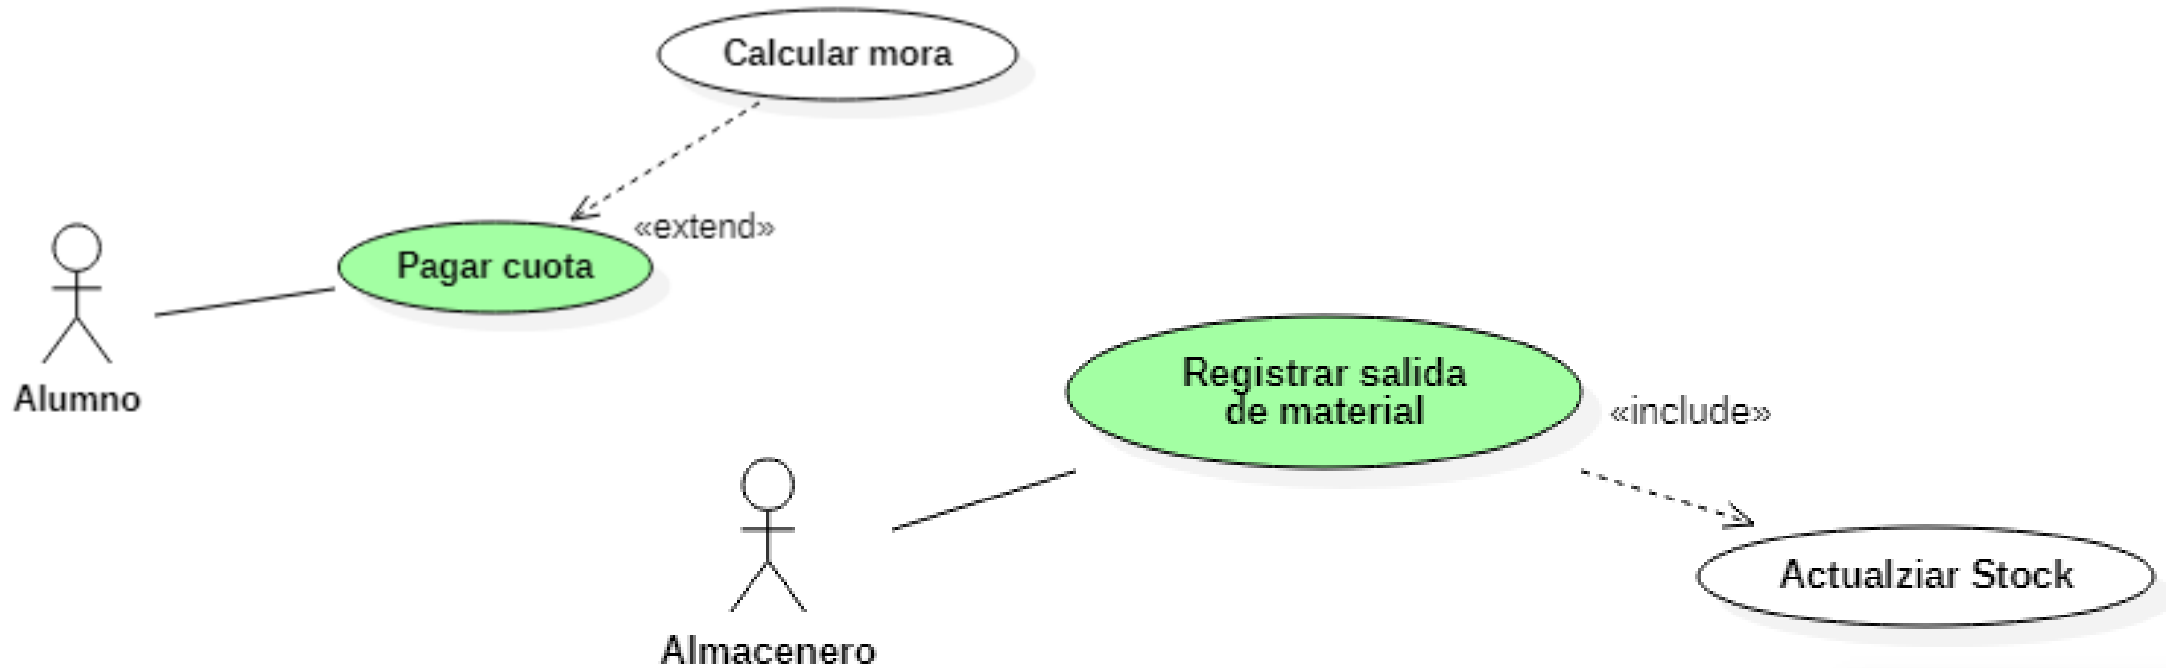 Calcular mora
«extend»
Pagar cuota
Alumno
Registrar salida
de material
«include»
Actualziar Stock
Almacenero